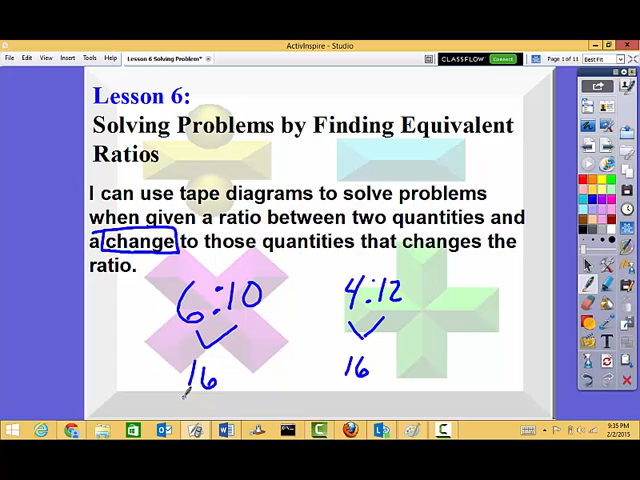 ActivInspire - Studio
File Edit View Insert Tools Help
Lesson 6 Solving Problem*
CLASSFLOW Connect
Page 1 of 11 Best Fit
Lesson 6:
Solving Problems by Finding Equivalent
Ratios
I can use tape diagrams to solve problems
when given a ratio between two quantities and
a change to those quantities that changes the
ratio.
6:10 4:12
16 16
9:35 PM
2/2/2015